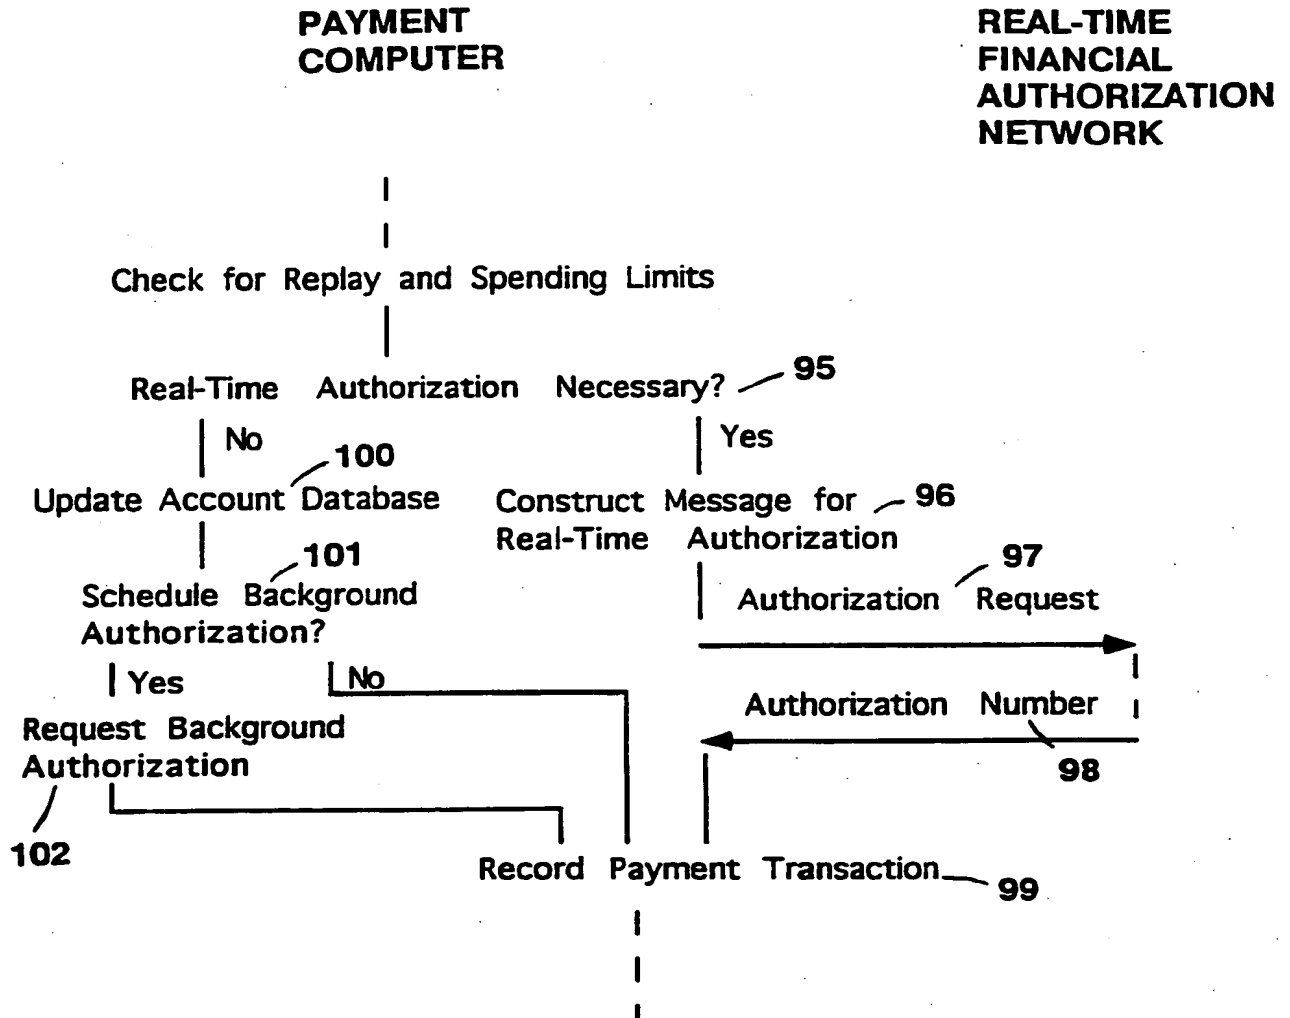 PAYMENT
COMPUTER
REAL-TIME
FINANCIAL
AUTHORIZATION
NETWORK
Check for Replay and Spending Limits
Real-Time Authorization Necessary?
95
No
Yes
100
Update Account Database
Construct Message for
Real-Time Authorization
96
101
97
Schedule Background
Authorization?
Authorization Request
Yes
No
Authorization Number
98
Request Background
Authorization
102
Record Payment Transaction
99